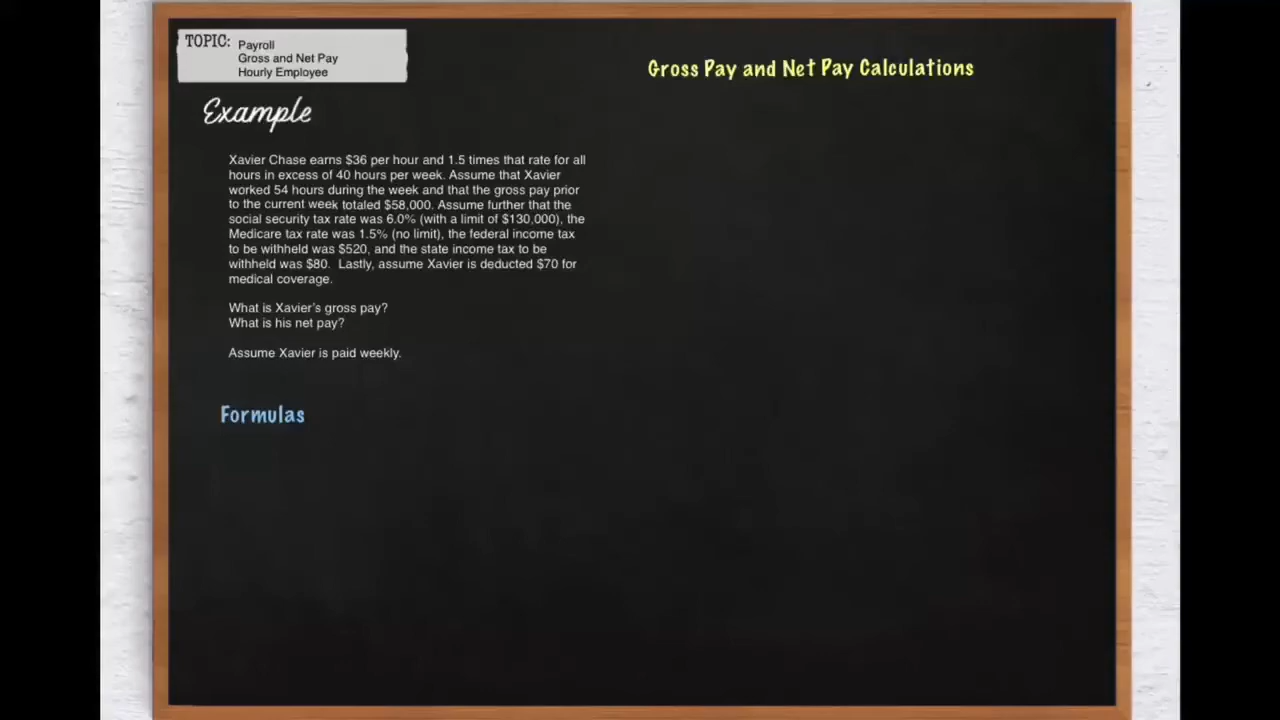 TOPIC: Payroll
Gross and Net Pay
Hourly Employee
Gross Pay and Net Pay Calculations
Example
Xavier Chase earns $36 per hour and 1.5 times that rate for all
hours in excess of 40 hours per week. Assume that Xavier
worked 54 hours during the week and that the gross pay prior
to the current week totaled $58,000. Assume further that the
social security tax rate was 6.0% (with a limit of $130,000), the
Medicare tax rate was 1.5% (no limit), the federal income tax
to be withheld was $520, and the state income tax to be
withheld was $80. Lastly, assume Xavier is deducted $70 for
medical coverage.
What is Xavier's gross pay?
What is his net pay?
Assume Xavier is paid weekly.
Formulas